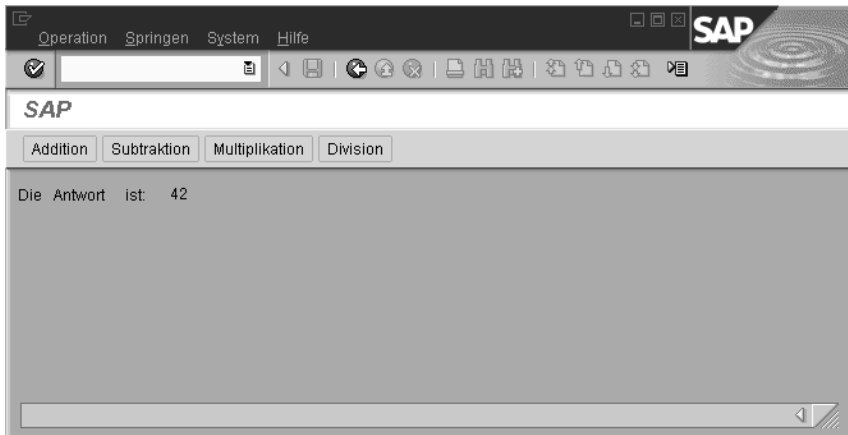 SAP
Operation Springen System Hilfe
SAP
Addition Subtraktion Multiplikation Division
Die Antwort ist: 42